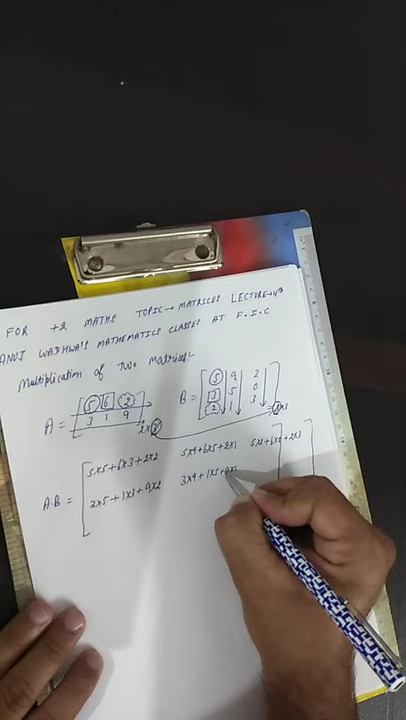 FOR +2 MATHS TOPIC → MATRICES LECTURE → 4th
ANUJ WADHWA'S MATHEMATICS CLASSES AT F.I.C
Multiplication of two Matrices:-
A = [5 6 2
3 1 9] 2×3
B = [5 9 2
3 5 0
2 1 3] 3×3
A·B = [5×5+6×3+2×2 5×9+6×5+2×1 5×2+6×0+2×3
3×5+1×3+9×2 3×9+1×5+9×1